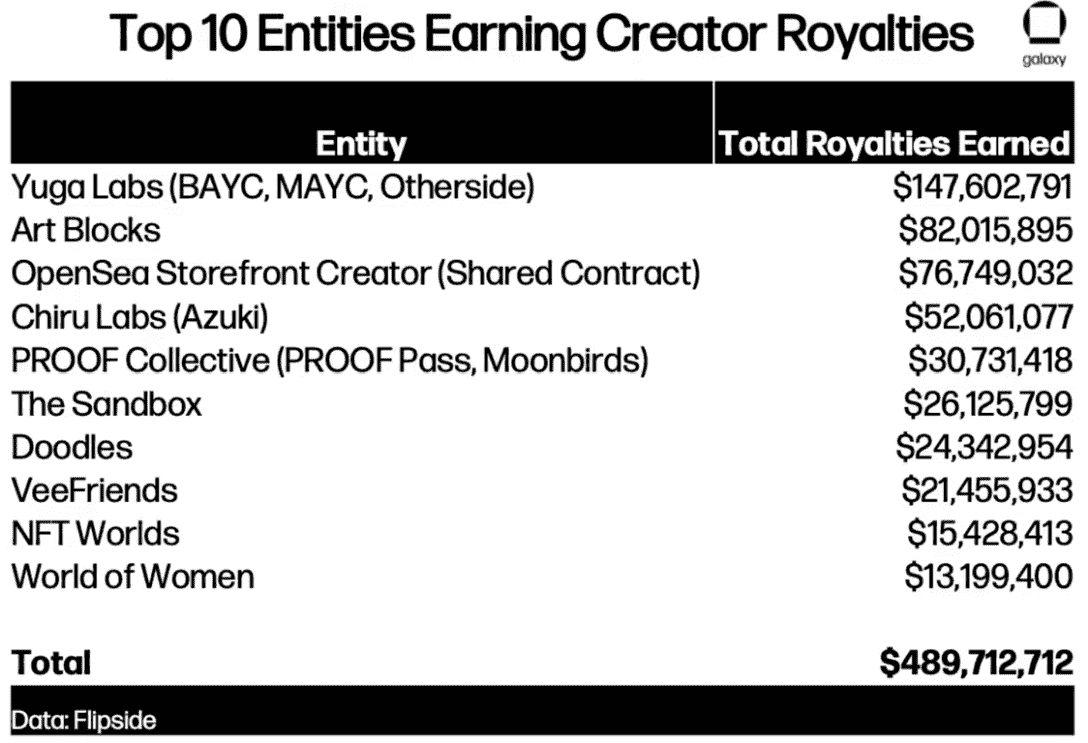 Top 10 Entities Earning Creator Royalties
galaxy
Entity Total Royalties Earned
Yuga Labs (BAYC, MAYC, Otherside) $147,602,791
Art Blocks $82,015,895
OpenSea Storefront Creator (Shared Contract) $76,749,032
Chiru Labs (Azuki) $52,061,077
PROOF Collective (PROOF Pass, Moonbirds) $30,731,418
The Sandbox $26,125,799
Doodles $24,342,954
VeeFriends $21,455,933
NFT Worlds $15,428,413
World of Women $13,199,400
Total $489,712,712
Data: Flipside